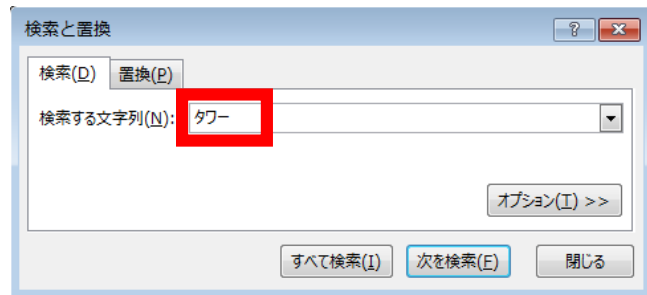 検索と置換
検索(D) 置換(P)
検索する文字列(N): タワー
オプション(T) >>
すべて検索(I) 次を検索(F) 閉じる